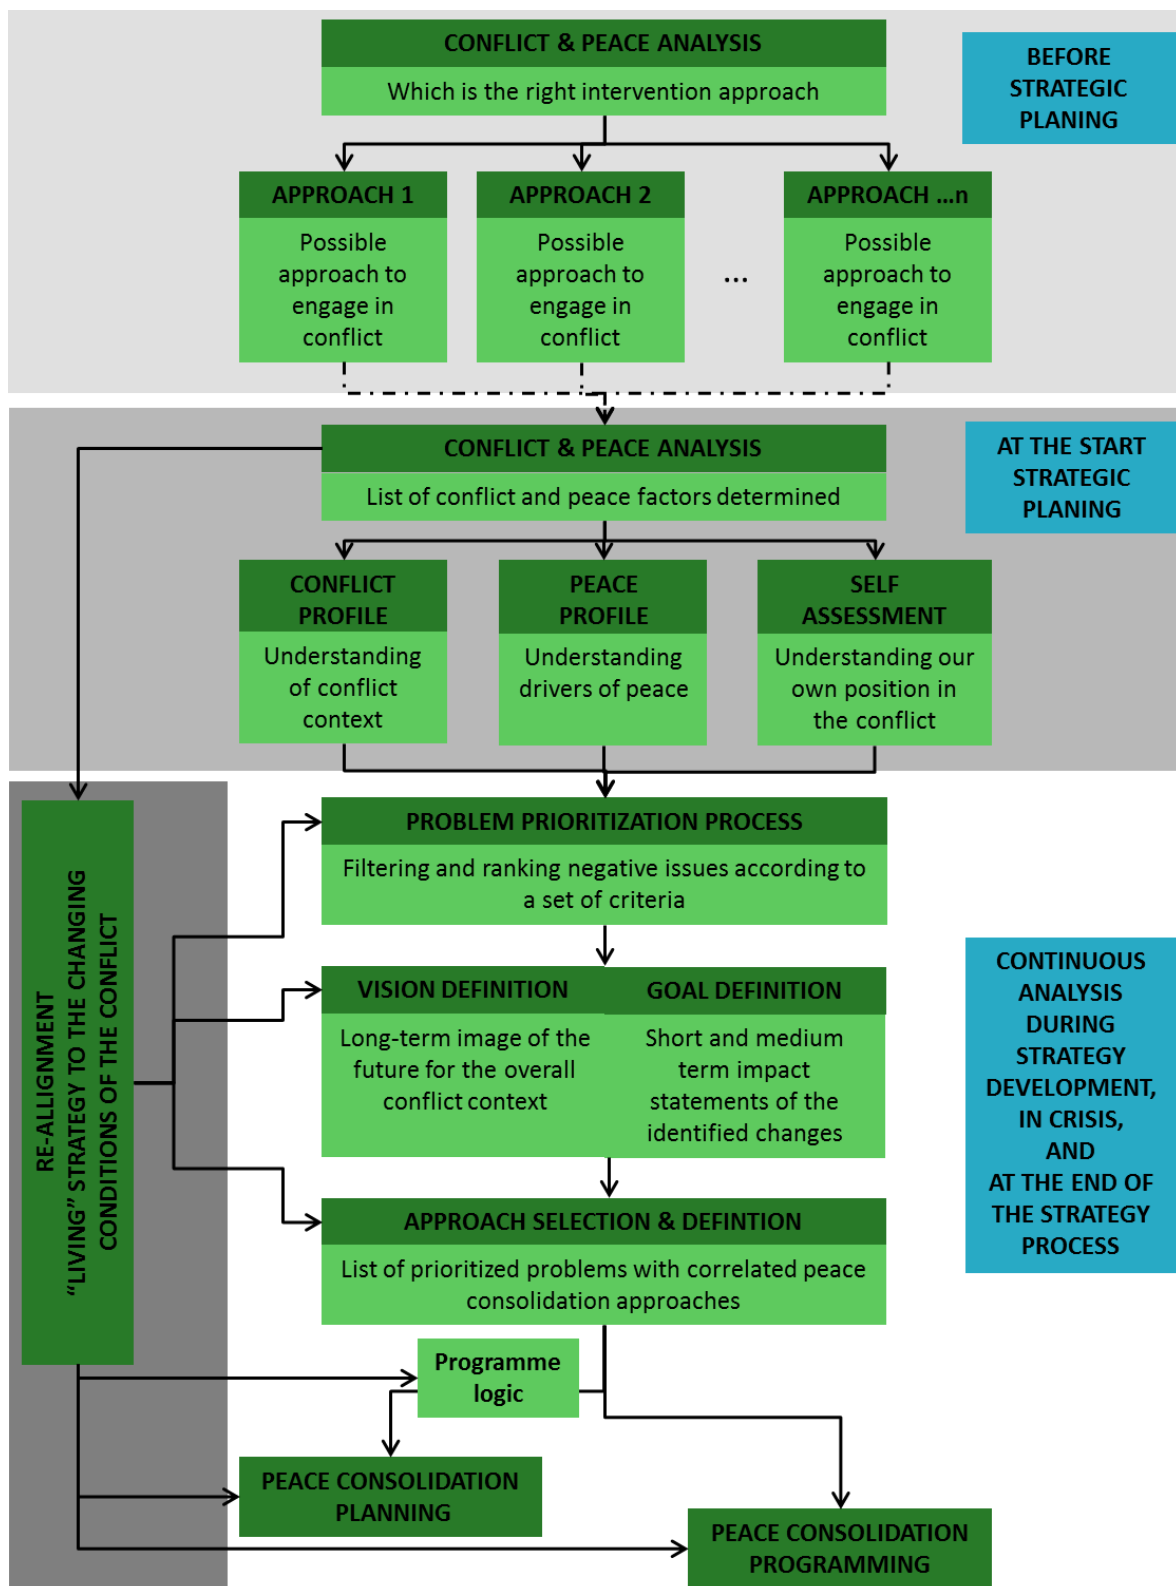 CONFLICT & PEACE ANALYSIS
Which is the right intervention approach
BEFORE
STRATEGIC
PLANING
APPROACH 1
Possible
approach to
engage in
conflict
APPROACH 2
Possible
approach to
engage in
conflict
...
APPROACH ...n
Possible
approach to
engage in
conflict
CONFLICT & PEACE ANALYSIS
List of conflict and peace factors determined
AT THE START
STRATEGIC
PLANING
CONFLICT
PROFILE
Understanding
of conflict
context
PEACE
PROFILE
Understanding
drivers of peace
SELF
ASSESSMENT
Understanding our
own position in
the conflict
RE-ALLIGNMENT
“LIVING” STRATEGY TO THE CHANGING
CONDITIONS OF THE CONFLICT
PROBLEM PRIORITIZATION PROCESS
Filtering and ranking negative issues according to
a set of criteria
VISION DEFINITION
Long-term image of the
future for the overall
conflict context
GOAL DEFINITION
Short and medium
term impact
statements of the
identified changes
CONTINUOUS
ANALYSIS
DURING
STRATEGY
DEVELOPMENT,
IN CRISIS,
AND
AT THE END OF
THE STRATEGY
PROCESS
APPROACH SELECTION & DEFINTION
List of prioritized problems with correlated peace
consolidation approaches
Programme
logic
PEACE CONSOLIDATION
PLANNING
PEACE CONSOLIDATION
PROGRAMMING